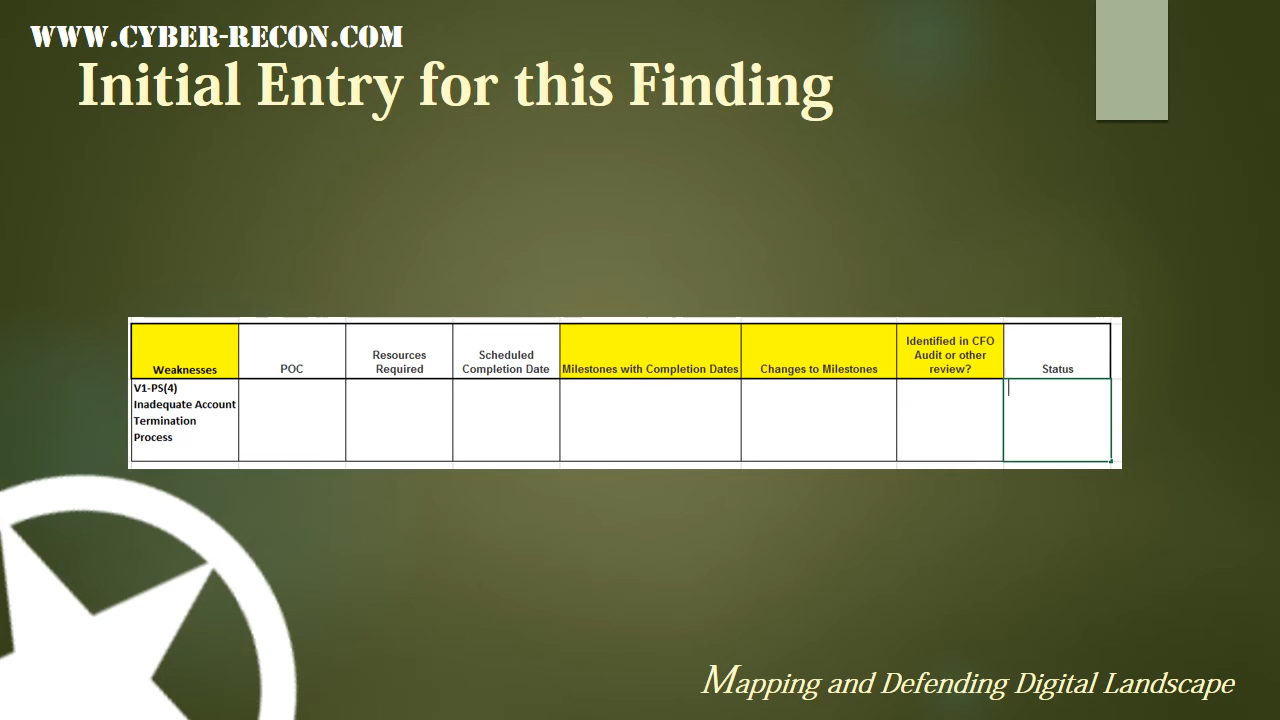 WWW.CYBER-RECON.COM
Initial Entry for this Finding
Weaknesses
POC
Resources
Required
Scheduled
Completion Date
Milestones with Completion Dates
Changes to Milestones
Identified in CFO
Audit or other
review?
Status
V1-PS(4)
Inadequate Account
Termination
Process
Mapping and Defending Digital Landscape